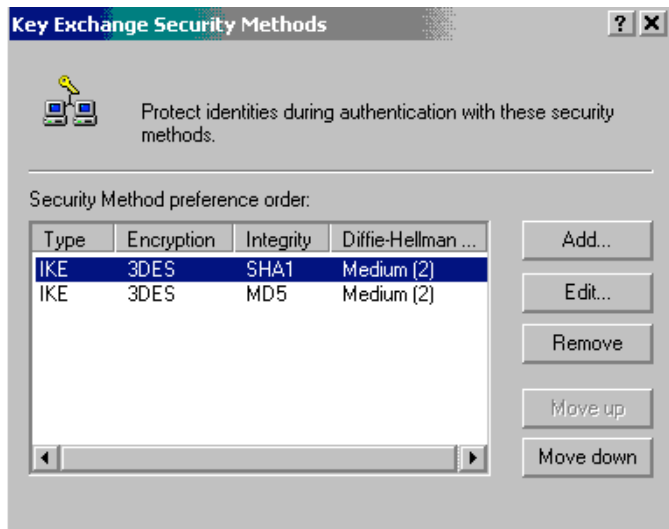 Key Exchange Security Methods
Protect identities during authentication with these security
methods.
Security Method preference order:
Type Encryption Integrity Diffie-Hellman ...
IKE 3DES SHA1 Medium (2)
IKE 3DES MD5 Medium (2)
Add...
Edit...
Remove
Move up
Move down